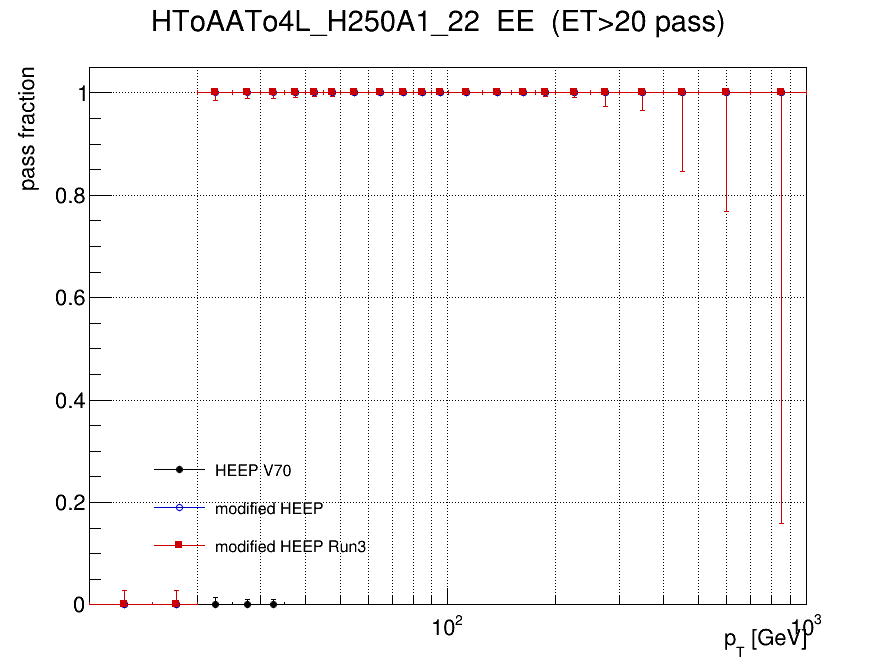 HToAATo4L_H250A1_22 EE (ET>20 pass)
pass fraction
1
0.8
0.6
0.4
0.2
0
HEEP V70
modified HEEP
modified HEEP Run3
10²
10³
p_T [GeV]